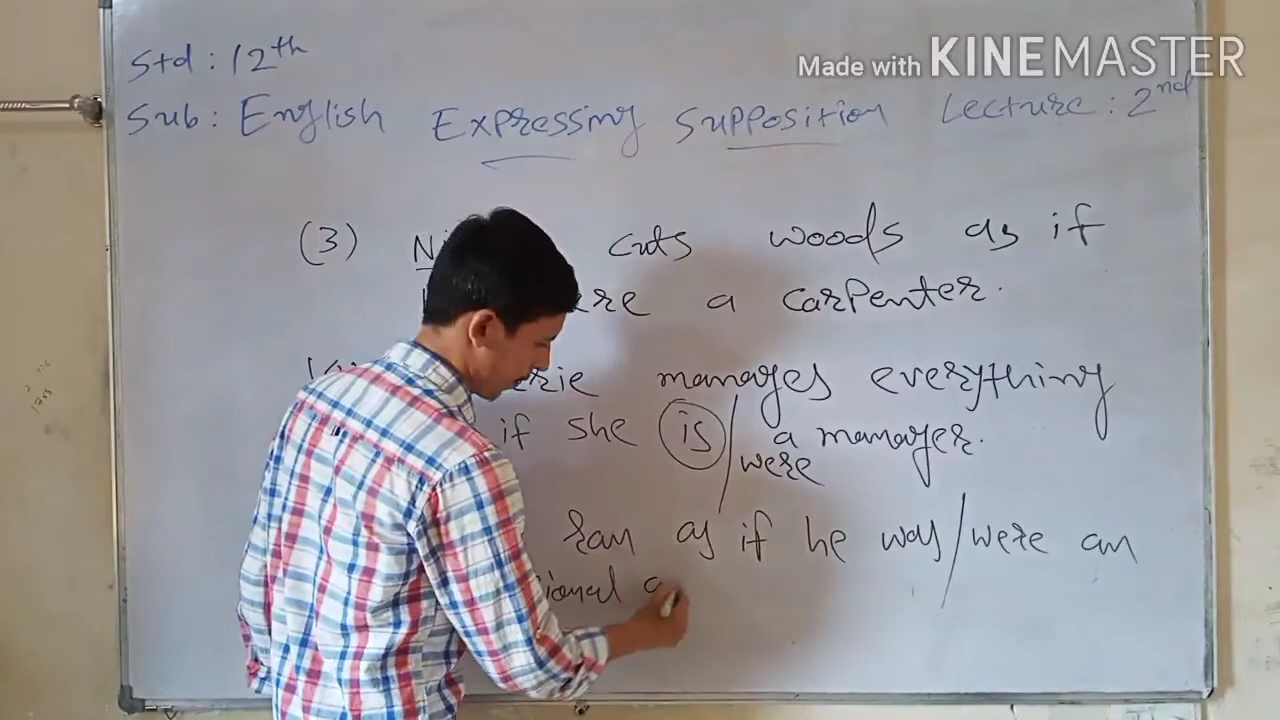 Made with KINEMASTER
Std : 12th
Sub : English Expressing Supposition Lecture : 2nd
(3) cuts woods as if
a carpenter.
manages everything
if she is / were a manager.
ran as if he was / were an